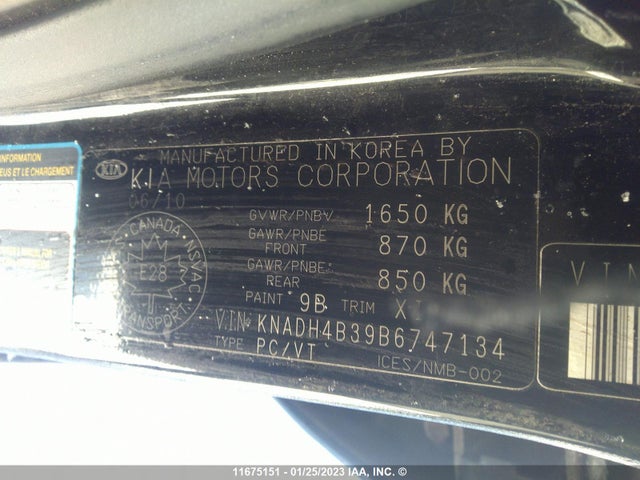 INFORMATION
EUS ET LE CHARGEMENT
KIA
MANUFACTURED IN KOREA BY
KIA MOTORS CORPORATION
06/10
GVWR/PNBV 1650 KG
GAWR/PNBE FRONT 870 KG
GAWR/PNBE REAR 850 KG
PAINT 9B TRIM
CANADA NSVAC
E28
TRANSPORT
VIN KNADH4B39B6747134
TYPE PC/VT
ICES/NMB-002
VIN
11675151 - 01/25/2023 IAA, INC. ©